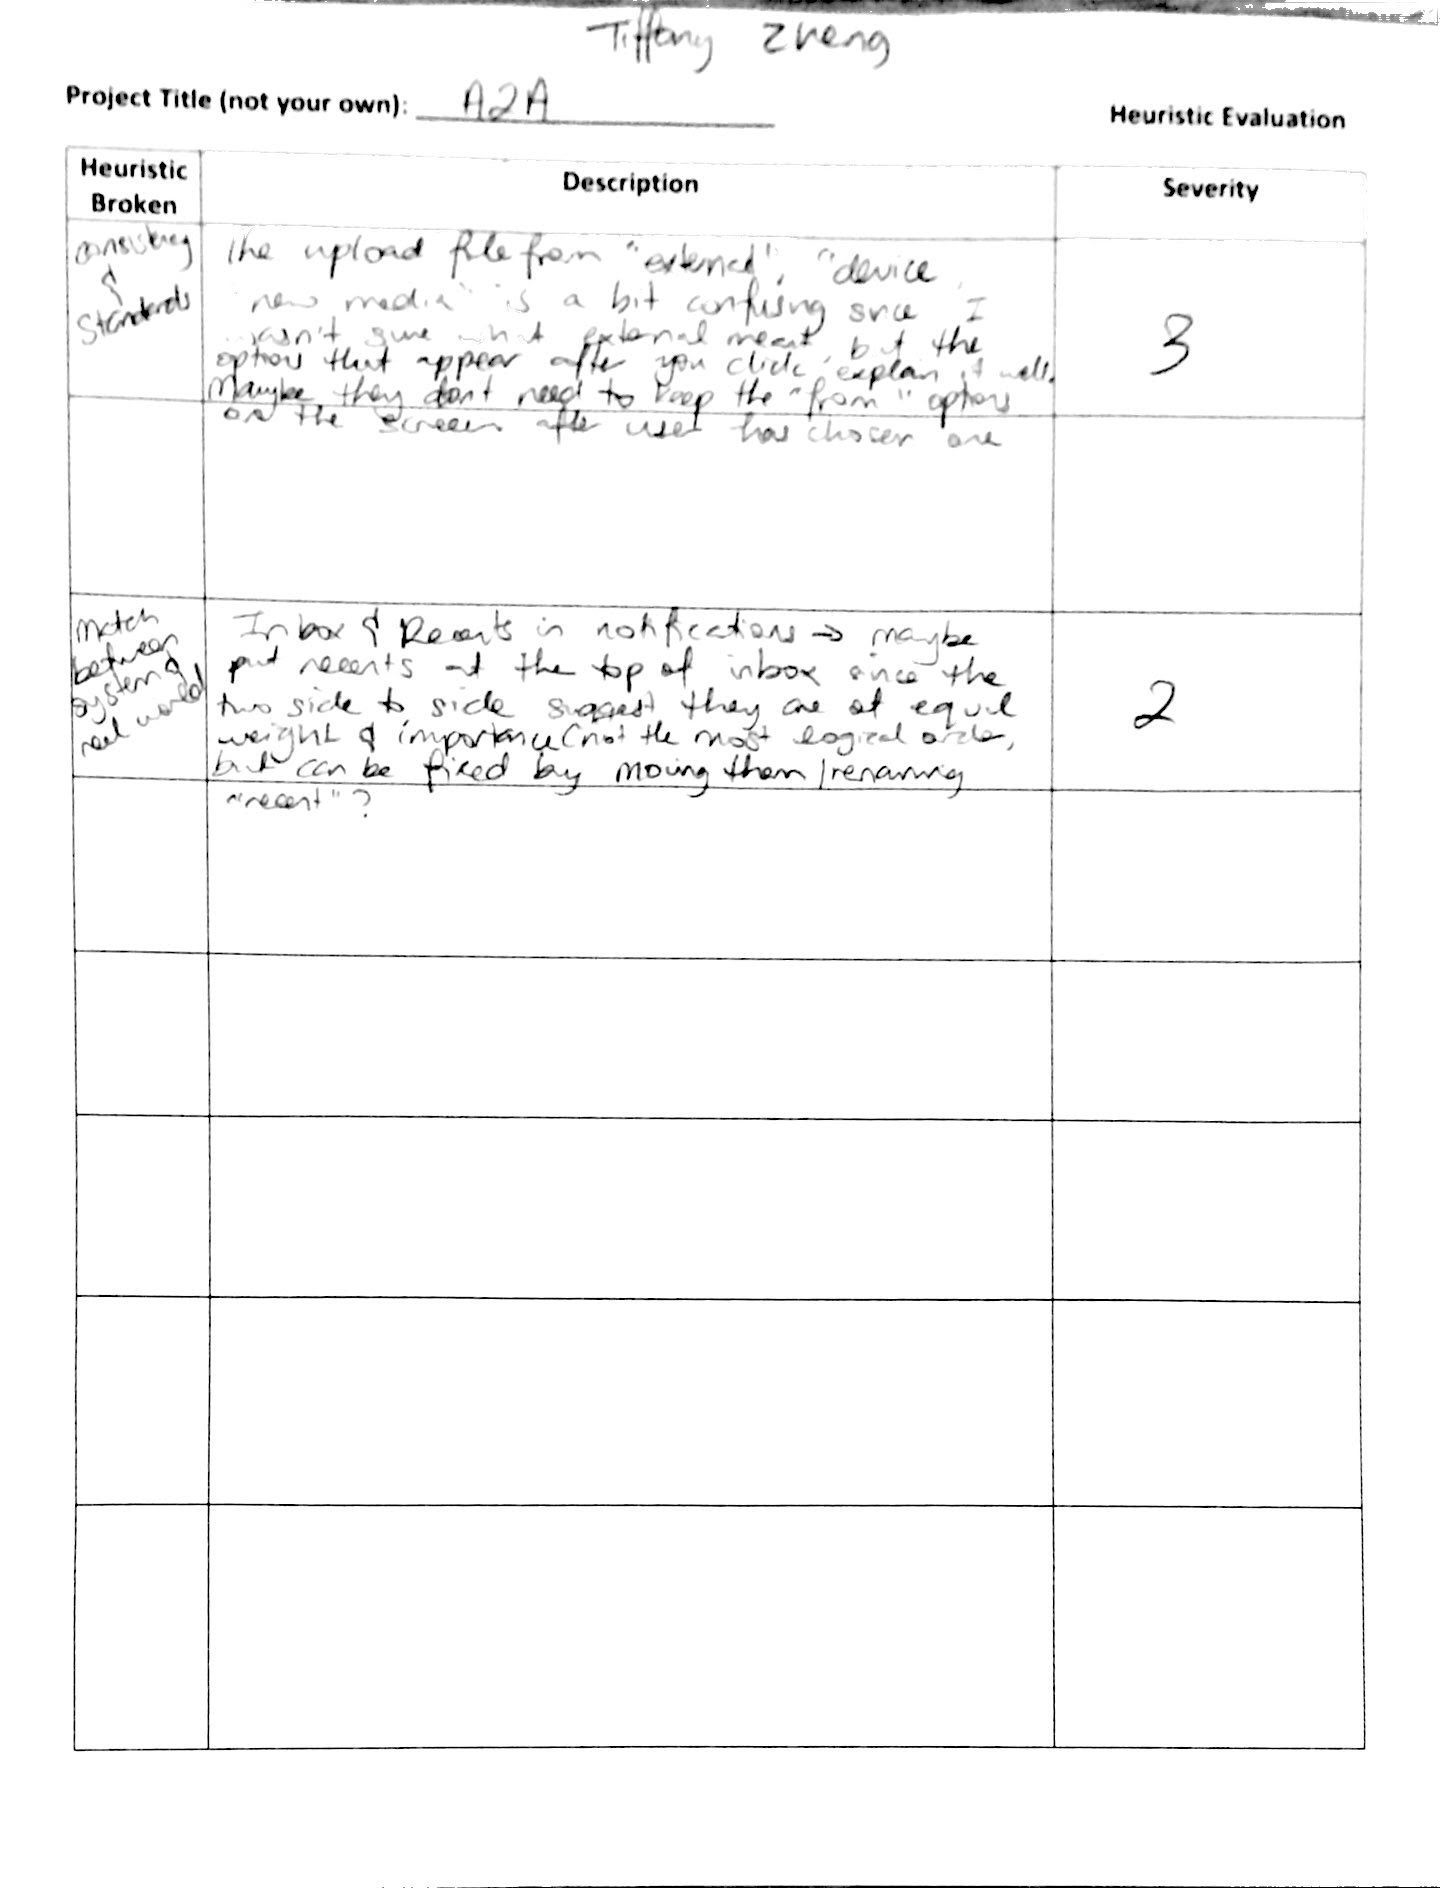 Tiffany Zheng
Project Title (not your own): A2A
Heuristic Evaluation
Heuristic Broken
Description
Severity
consistency
&
Standards
The upload file from "external", "device
new media" is a bit confusing since I
wasn't sure what external meant but the
options that appear after you click explain it well.
Maybe they dont need to keep the "from" options
on the screen after user has chosen one
3
Match
between
system &
real world
Inbox & Recents in notifications → maybe
put recents at the top of inbox since the
two side to side suggest they are at equal
weight & importance (not the most logical order,
but can be fixed by moving them/renaming
"recent"?
2